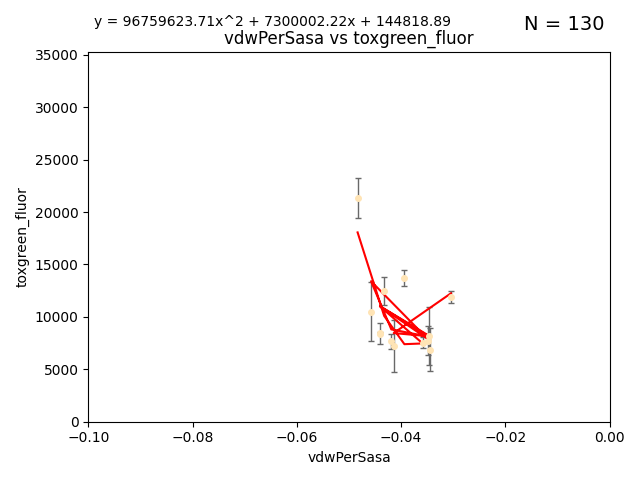 y = 96759623.71x^2 + 7300002.22x + 144818.89
N = 130
vdwPerSasa vs toxgreen_fluor
35000
30000
25000
20000
15000
10000
5000
0
toxgreen_fluor
−0.10
−0.08
−0.06
−0.04
−0.02
0.00
vdwPerSasa